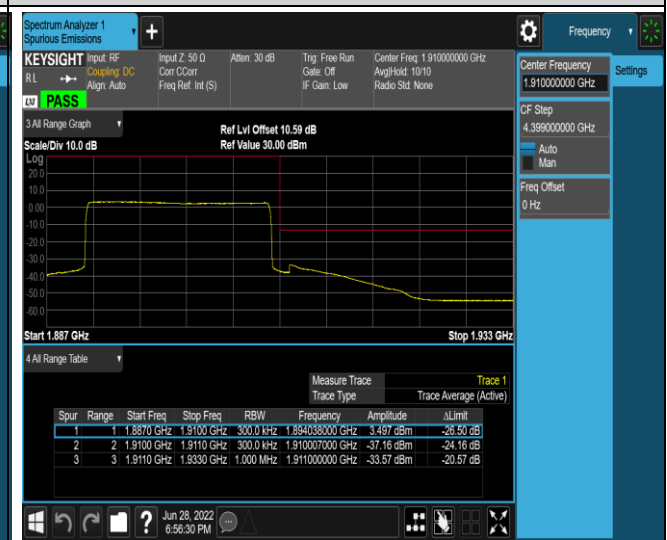 Spectrum Analyzer 1
Spurious Emissions
+
Frequency
Settings
KEYSIGHT
R L
LXI
PASS
Input: RF
Coupling: DC
Align: Auto
Input Z: 50 Ω
Corr CCorr
Freq Ref: Int (S)
Atten: 30 dB
Trig: Free Run
Gate: Off
IF Gain: Low
Center Freq: 1.910000000 GHz
Avg|Hold: 10/10
Radio Std: None
Center Frequency
1.910000000 GHz
CF Step
4.399000000 GHz
Auto
Man
Freq Offset
0 Hz
3 All Range Graph
Ref Lvl Offset 10.59 dB
Scale/Div 10.0 dB
Ref Value 30.00 dBm
Log
20.0
10.0
0.00
-10.0
-20.0
-30.0
-40.0
-50.0
-60.0
Start 1.887 GHz
Stop 1.933 GHz
4 All Range Table
Measure Trace Trace 1
Trace Type Trace Average (Active)
Spur Range Start Freq Stop Freq RBW Frequency Amplitude ΔLimit
1 1 1.8870 GHz 1.9100 GHz 300.0 kHz 1.894038000 GHz 3.497 dBm -26.50 dB
2 2 1.9100 GHz 1.9110 GHz 300.0 kHz 1.910007000 GHz -37.16 dBm -24.16 dB
3 3 1.9110 GHz 1.9330 GHz 1.000 MHz 1.911000000 GHz -33.57 dBm -20.57 dB
?
Jun 28, 2022
6:56:30 PM